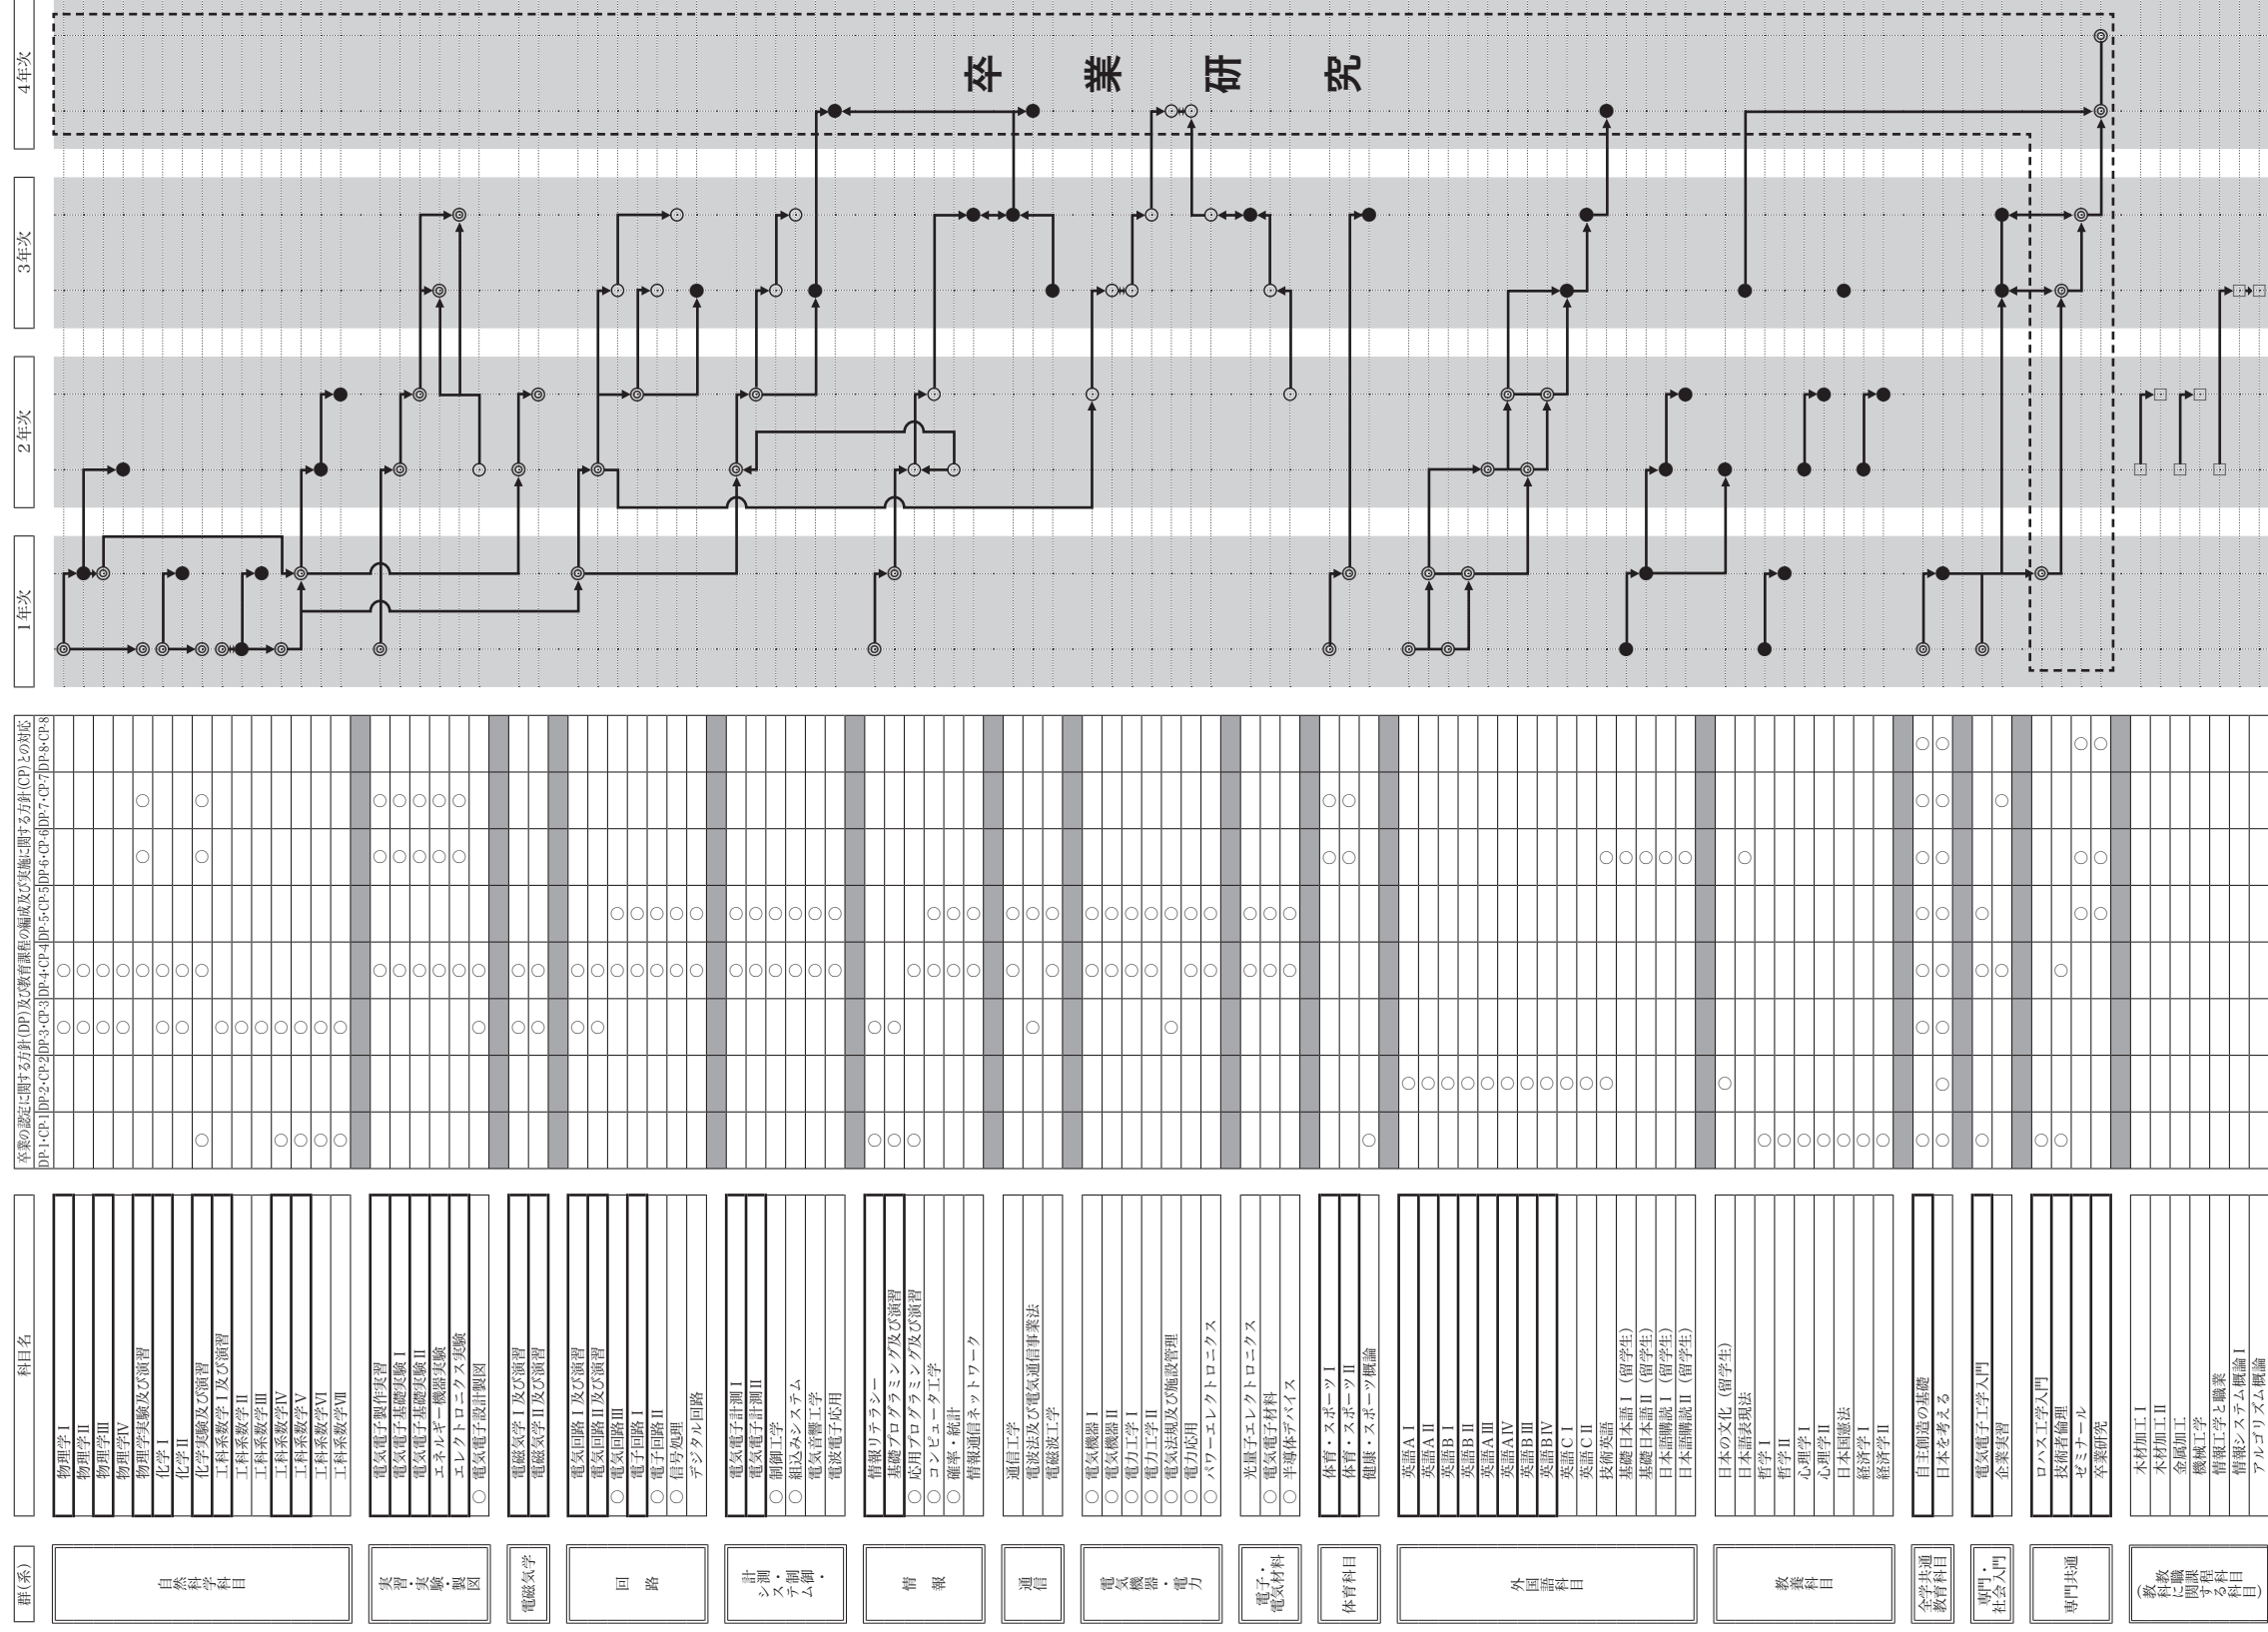 群(系)
科目名
卒業の認定に関する方針(DP)及び教育課程の編成及び実施に関する方針(CP)との対応
DP-1・CP-1
DP-2・CP-2
DP-3・CP-3
DP-4・CP-4
DP-5・CP-5
DP-6・CP-6
DP-7・CP-7
DP-8・CP-8
1年次
2年次
3年次
4年次
自然科学科目
物理学Ⅰ
物理学Ⅱ
物理学Ⅲ
物理学Ⅳ
物理学実験及び演習
化学Ⅰ
化学Ⅱ
化学実験及び演習
工科系数学Ⅰ及び演習
工科系数学Ⅱ
工科系数学Ⅲ
工科系数学Ⅳ
工科系数学Ⅴ
工科系数学Ⅵ
工科系数学Ⅶ
実習・実験・製図
電気電子製作実習
電気電子基礎実験Ⅰ
電気電子基礎実験Ⅱ
エネルギー機器実験
エレクトロニクス実験
○ 電気電子設計製図
電磁気学
電磁気学Ⅰ及び演習
電磁気学Ⅱ及び演習
回路
電気回路Ⅰ及び演習
電気回路Ⅱ及び演習
○ 電気回路Ⅲ
電子回路Ⅰ
○ 電子回路Ⅱ
○ 信号処理
デジタル回路
計測・制御・システム
電気電子計測Ⅰ
電気電子計測Ⅱ
○ 制御工学
○ 組込みシステム
電気音響工学
電波電子応用
情報
情報リテラシー
基礎プログラミング及び演習
○ 応用プログラミング及び演習
○ コンピュータ工学
○ 確率・統計
情報通信ネットワーク
通信
通信工学
電波法及び電気通信事業法
電磁波工学
電気機器・電力
○ 電気機器Ⅰ
○ 電気機器Ⅱ
○ 電力工学Ⅰ
○ 電力工学Ⅱ
○ 電気法規及び施設管理
○ 電力応用
○ パワーエレクトロニクス
電子・電気材料
光量子エレクトロニクス
○ 電気電子材料
○ 半導体デバイス
体育科目
体育・スポーツⅠ
体育・スポーツⅡ
健康・スポーツ概論
外国語科目
英語AⅠ
英語AⅡ
英語BⅠ
英語BⅡ
英語AⅢ
英語AⅣ
英語BⅢ
英語BⅣ
英語CⅠ
英語CⅡ
技術英語
基礎日本語Ⅰ(留学生)
基礎日本語Ⅱ(留学生)
日本語購読Ⅰ(留学生)
日本語購読Ⅱ(留学生)
教養科目
日本の文化(留学生)
日本語表現法
哲学Ⅰ
哲学Ⅱ
心理学Ⅰ
心理学Ⅱ
日本国憲法
経済学Ⅰ
経済学Ⅱ
全学共通教育科目
自主創造の基礎
日本を考える
専門・社会入門
電気電子工学入門
企業実習
専門共通
ロハス工学入門
技術者倫理
ゼミナール
卒業研究
(教職課程に関する科目)
木材加工Ⅰ
木材加工Ⅱ
金属加工
機械工学
情報工学と職業
情報システム概論Ⅰ
アルゴリズム概論
卒業研究